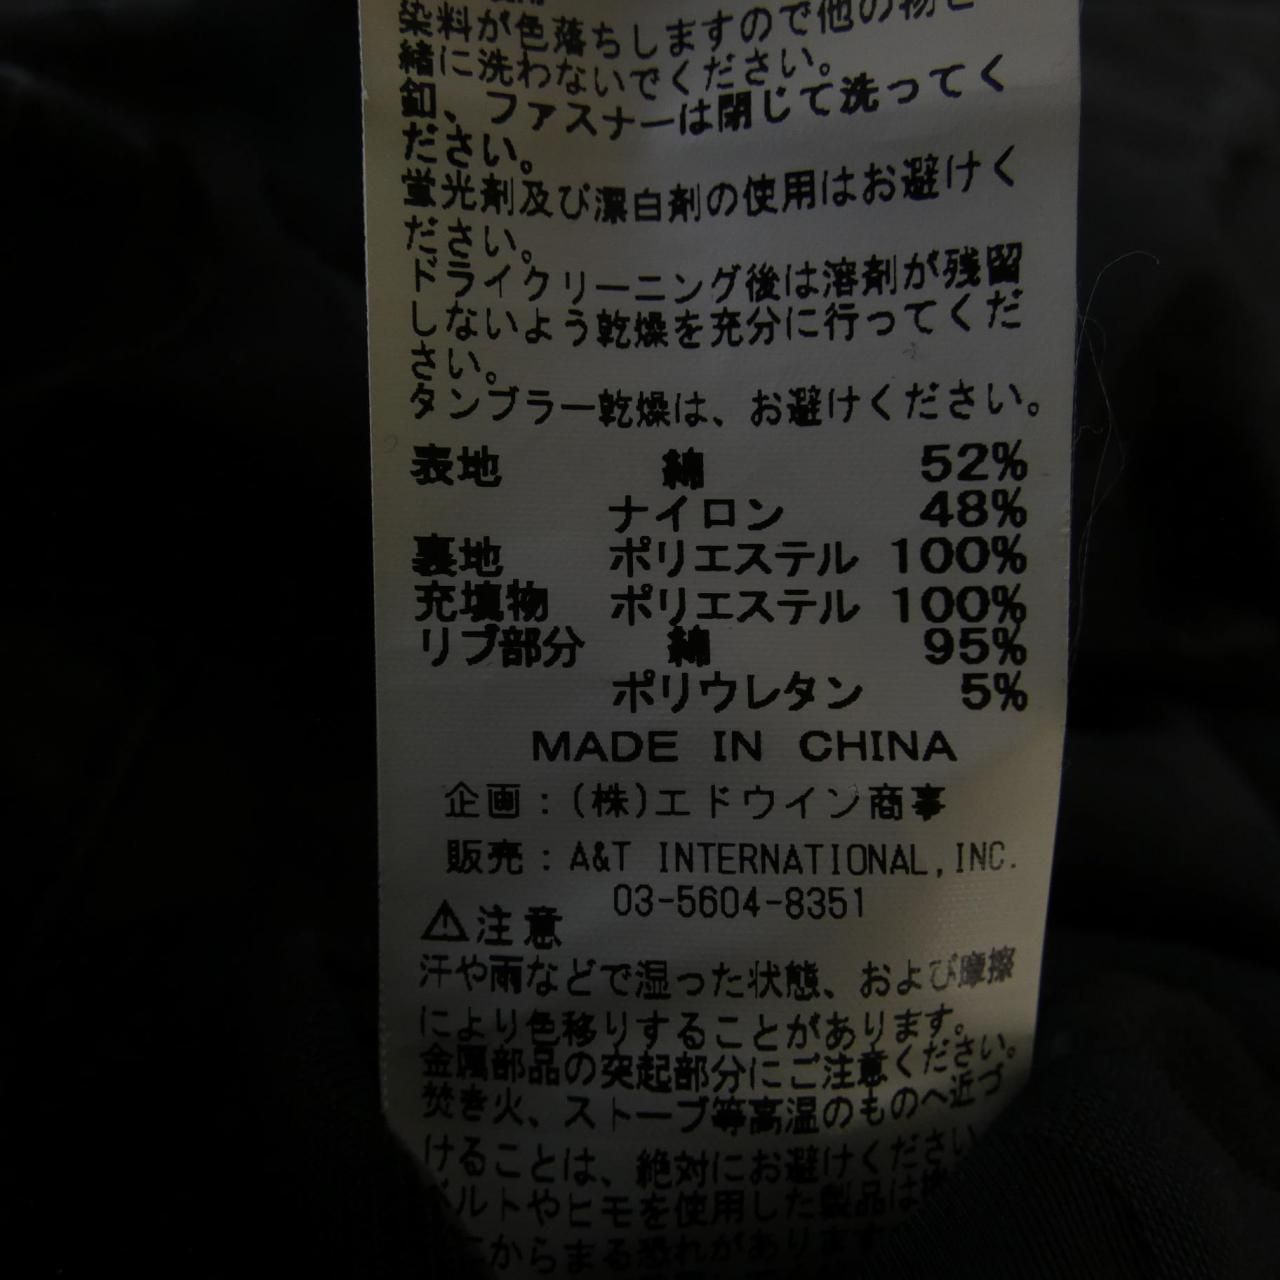 染料が色落ちしますので他の物と
緒に洗わないでください。
釦、ファスナーは閉じて洗ってく
ださい。
蛍光剤及び漂白剤の使用はお避けく
ださい。
ドライクリーニング後は溶剤が残留
しないよう乾燥を充分に行ってくだ
さい。
タンブラー乾燥は、お避けください。
表地 綿 52%
ナイロン 48%
裏地 ポリエステル 100%
充填物 ポリエステル 100%
リブ部分 綿 95%
ポリウレタン 5%
MADE IN CHINA
企画:(株)エドウイン商事
販売:A&T INTERNATIONAL,INC.
03-5604-8351
⚠注意
汗や雨などで湿った状態、および摩擦
により色移りすることがあります。
金属部品の突起部分にご注意ください。
焚き火、ストーブ等高温のものへ近づ
けることは、絶対にお避けください
ベルトやヒモを使用した製品は
からまる恐れがあります